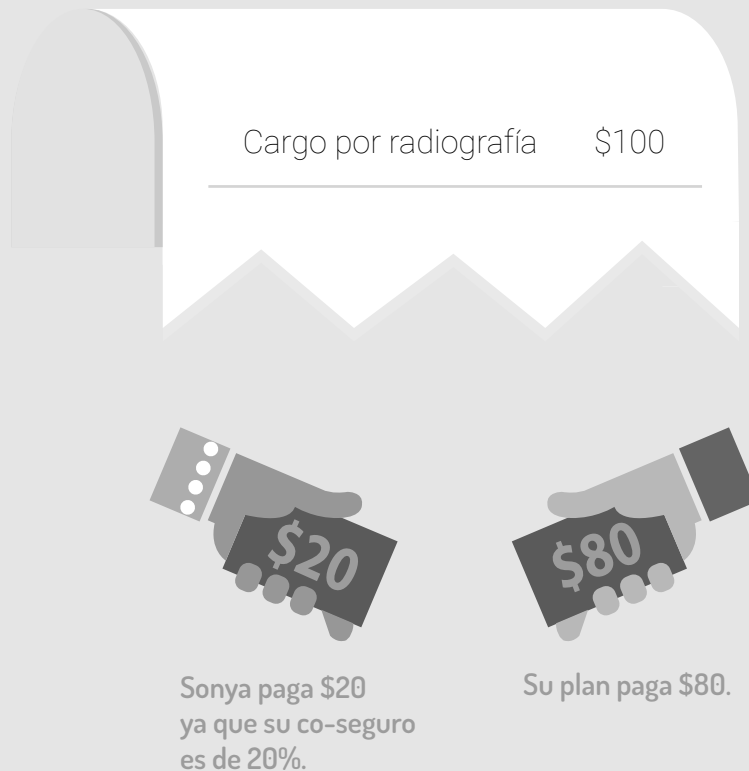 Cargo por radiografía $100
$20
$80
Sonya paga $20
ya que su co-seguro
es de 20%.
Su plan paga $80.